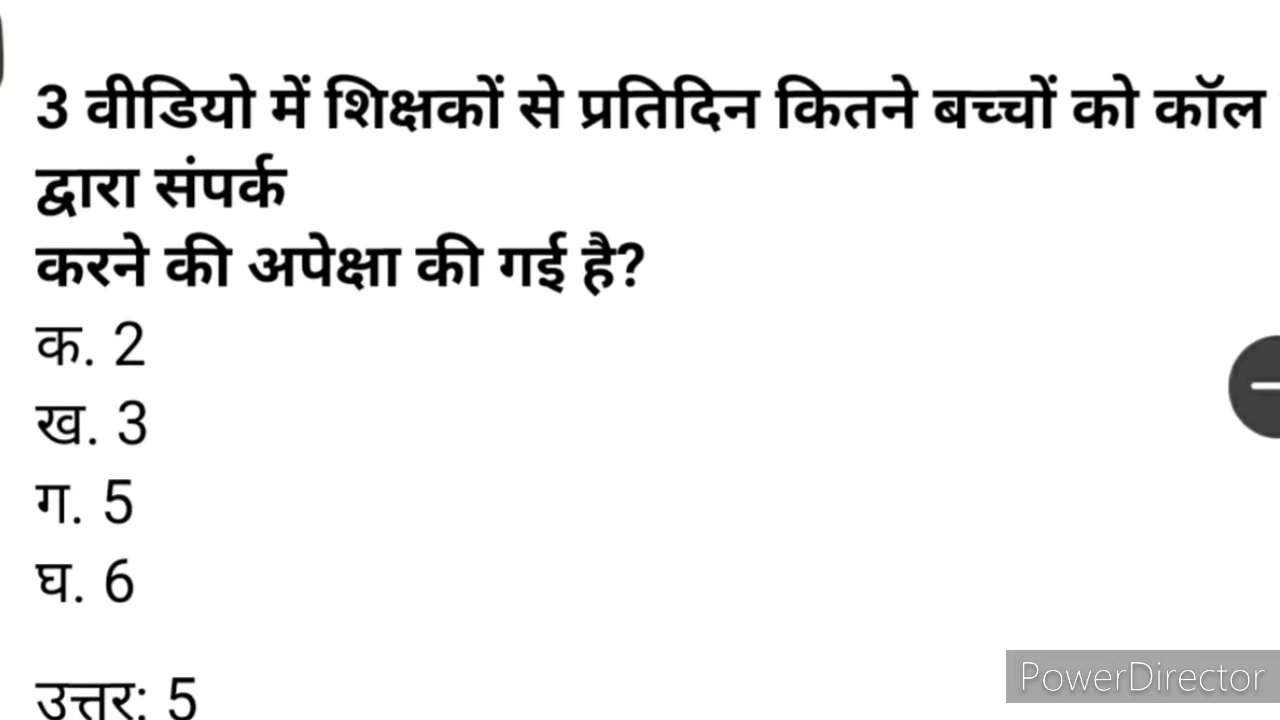 3 वीडियो में शिक्षकों से प्रतिदिन कितने बच्चों को कॉल
द्वारा संपर्क
करने की अपेक्षा की गई है?
क. 2
ख. 3
ग. 5
घ. 6
उत्तर: 5
PowerDirector